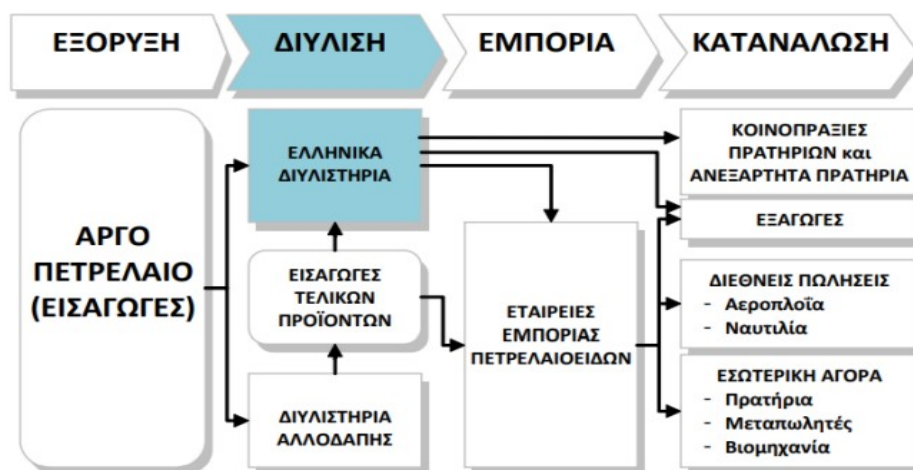 ΕΞΟΡΥΞΗ
ΔΙΥΛΙΣΗ
ΕΜΠΟΡΙΑ
ΚΑΤΑΝΑΛΩΣΗ
ΑΡΓΟ
ΠΕΤΡΕΛΑΙΟ
(ΕΙΣΑΓΩΓΕΣ)
ΕΛΛΗΝΙΚΑ
ΔΙΥΛΙΣΤΗΡΙΑ
ΕΙΣΑΓΩΓΕΣ
ΤΕΛΙΚΩΝ
ΠΡΟΪΟΝΤΩΝ
ΔΙΥΛΙΣΤΗΡΙΑ
ΑΛΛΟΔΑΠΗΣ
ΕΤΑΙΡΕΙΕΣ
ΕΜΠΟΡΙΑΣ
ΠΕΤΡΕΛΑΙΟΕΙΔΩΝ
ΚΟΙΝΟΠΡΑΞΙΕΣ
ΠΡΑΤΗΡΙΩΝ και
ΑΝΕΞΑΡΤΗΤΑ ΠΡΑΤΗΡΙΑ
ΕΞΑΓΩΓΕΣ
ΔΙΕΘΝΕΙΣ ΠΩΛΗΣΕΙΣ
- Αεροπλοΐα
- Ναυτιλία
ΕΣΩΤΕΡΙΚΗ ΑΓΟΡΑ
- Πρατήρια
- Μεταπωλητές
- Βιομηχανία